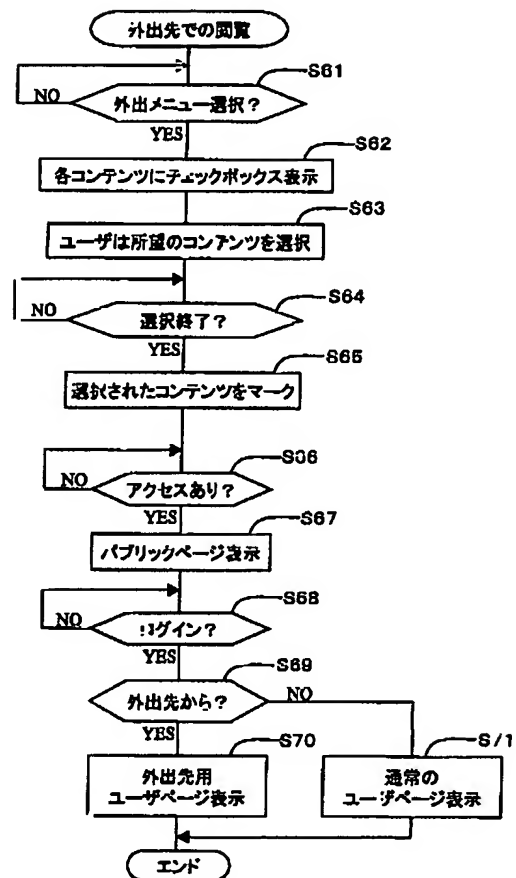 外出先での閲覧
S61
NO
外出メニュー選択?
YES
S62
各コンテンツにチェックボックス表示
S63
ユーザは所望のコンテンツを選択
S64
NO
選択終了?
YES
S65
選択されたコンテンツをマーク
S66
NO
アクセスあり?
YES
S67
パブリックページ表示
S68
NO
ログイン?
YES
S69
外出先から?
NO
YES
S70
S71
外出先用
ユーザページ表示
通常の
ユーザページ表示
エンド